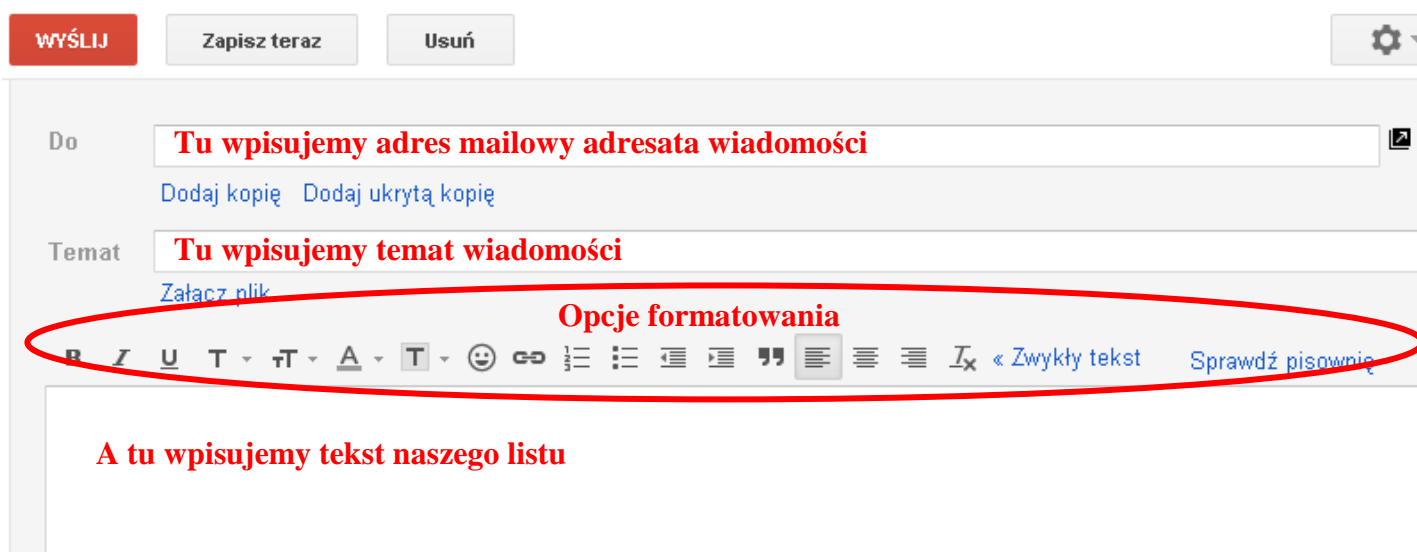 WYŚLIJ Zapisz teraz Usuń
Do Tu wpisujemy adres mailowy adresata wiadomości
Dodaj kopię Dodaj ukrytą kopię
Temat Tu wpisujemy temat wiadomości
Załącz plik
Opcje formatowania
B I U T T A T « Zwykły tekst Sprawdź pisownię
A tu wpisujemy tekst naszego listu